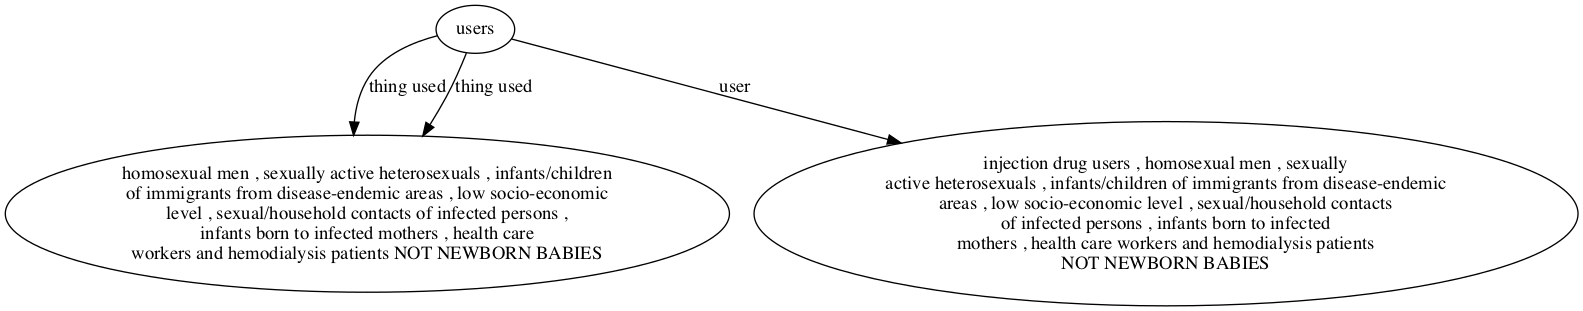 users
thing used
thing used
user
homosexual men , sexually active heterosexuals , infants/children
of immigrants from disease-endemic areas , low socio-economic
level , sexual/household contacts of infected persons ,
infants born to infected mothers , health care
workers and hemodialysis patients NOT NEWBORN BABIES
injection drug users , homosexual men , sexually
active heterosexuals , infants/children of immigrants from disease-endemic
areas , low socio-economic level , sexual/household contacts
of infected persons , infants born to infected
mothers , health care workers and hemodialysis patients
NOT NEWBORN BABIES